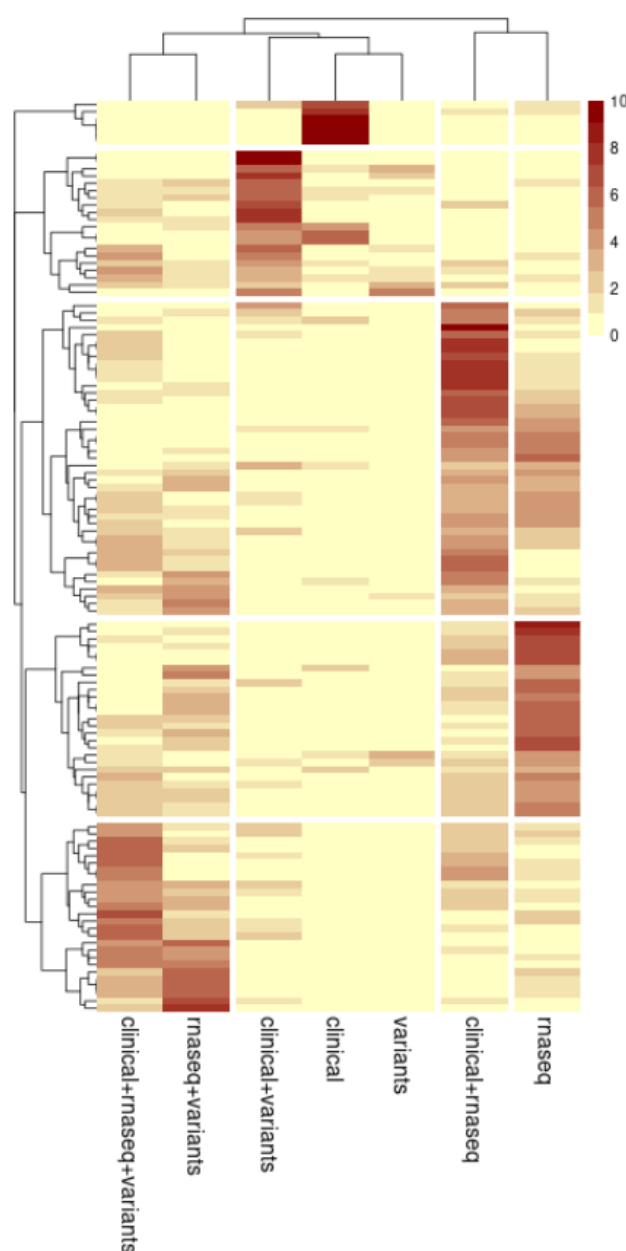 10
8
6
4
2
0
clinical+rnaseq+variants
rnaseq+variants
clinical+variants
clinical
variants
clinical+rnaseq
rnaseq